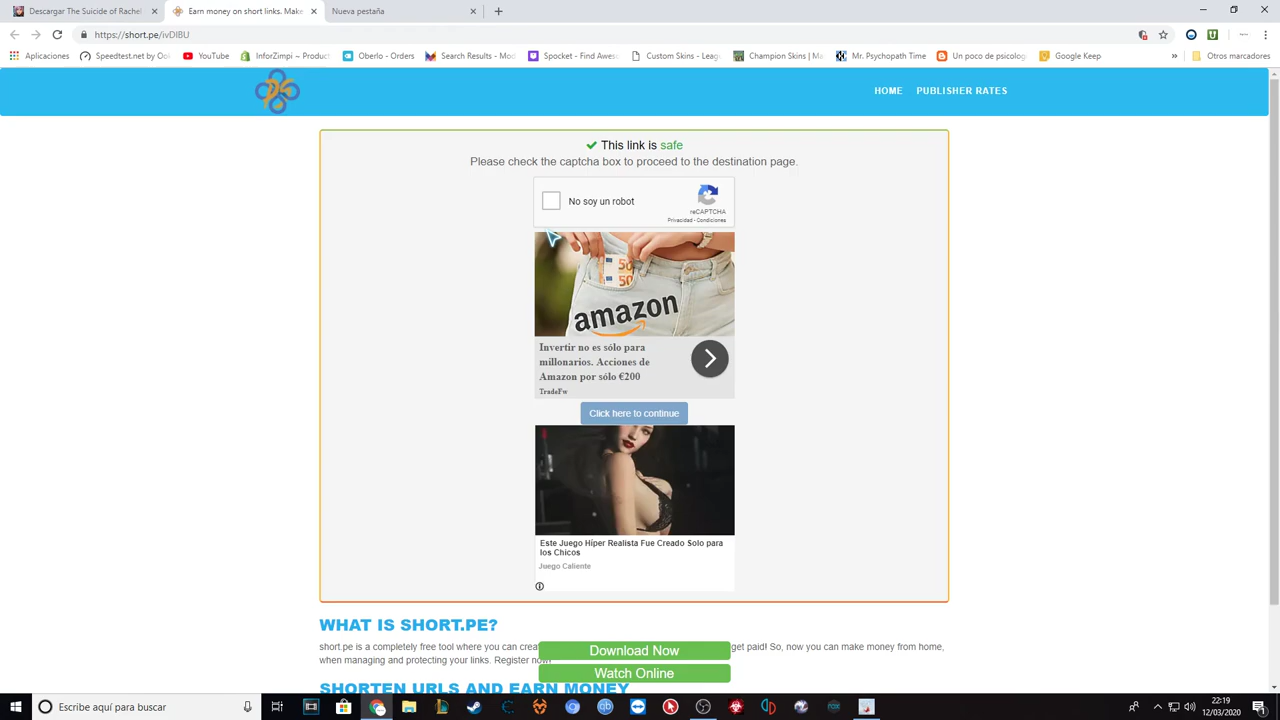 Descargar The Suicide of Rachel
Earn money on short links. Make
Nueva pestaña
https://short.pe/ivDIBU
Aplicaciones
Speedtest.net by Ook
YouTube
InforZimpi – Product
Oberlo - Orders
Search Results - Mod
Spocket - Find Aweso
Custom Skins - Leagu
Champion Skins | Ma
Mr. Psychopath Time
Un poco de psicolog
Google Keep
»
Otros marcadores
HOME
PUBLISHER RATES
This link is safe
Please check the captcha box to proceed to the destination page.
No soy un robot
reCAPTCHA
Privacidad - Condiciones
50
50
amazon
Invertir no es sólo para
millonarios. Acciones de
Amazon por sólo €200
TradeFw
Click here to continue
Este Juego Híper Realista Fue Creado Solo para
los Chicos
Juego Caliente
WHAT IS SHORT.PE?
short.pe is a completely free tool where you can creat
get paid! So, now you can make money from home,
when managing and protecting your links. Register now!
Download Now
Watch Online
SHORTEN URLS AND EARN MONEY
Escribe aquí para buscar
22:19
12/03/2020